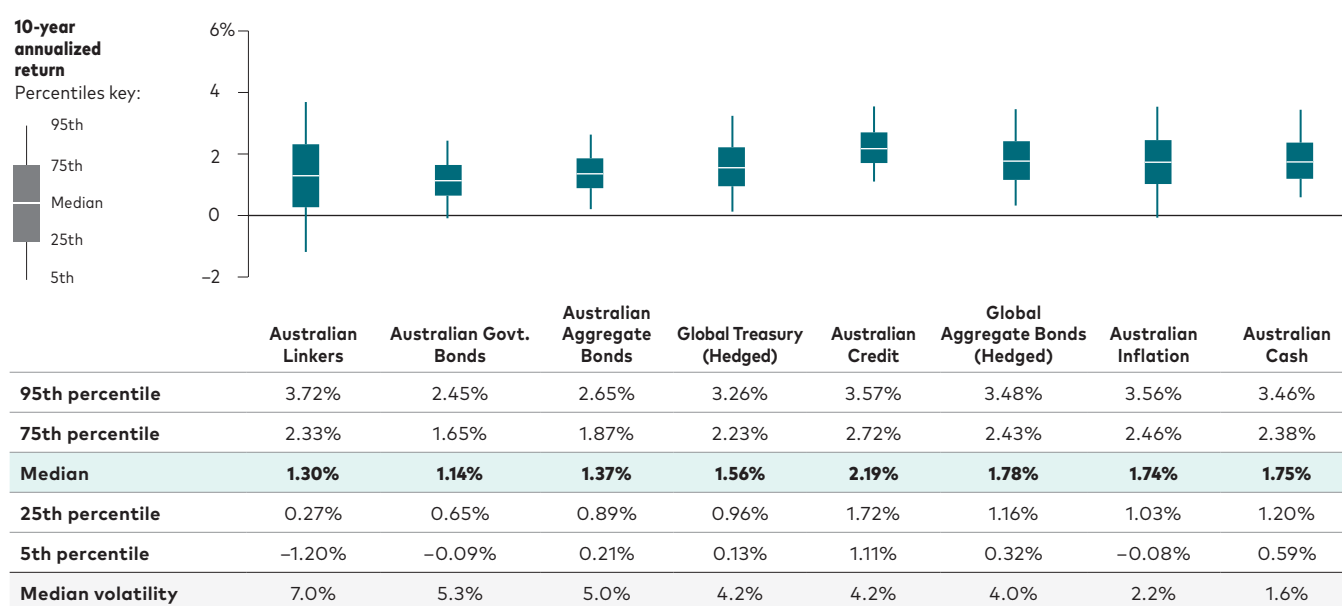 10-year
annualized
return
Percentiles key:
95th
75th
Median
25th
5th
6%
4
2
0
–2
Australian Linkers
Australian Govt. Bonds
Australian Aggregate Bonds
Global Treasury (Hedged)
Australian Credit
Global Aggregate Bonds (Hedged)
Australian Inflation
Australian Cash
95th percentile 3.72% 2.45% 2.65% 3.26% 3.57% 3.48% 3.56% 3.46%
75th percentile 2.33% 1.65% 1.87% 2.23% 2.72% 2.43% 2.46% 2.38%
Median 1.30% 1.14% 1.37% 1.56% 2.19% 1.78% 1.74% 1.75%
25th percentile 0.27% 0.65% 0.89% 0.96% 1.72% 1.16% 1.03% 1.20%
5th percentile –1.20% –0.09% 0.21% 0.13% 1.11% 0.32% –0.08% 0.59%
Median volatility 7.0% 5.3% 5.0% 4.2% 4.2% 4.0% 2.2% 1.6%